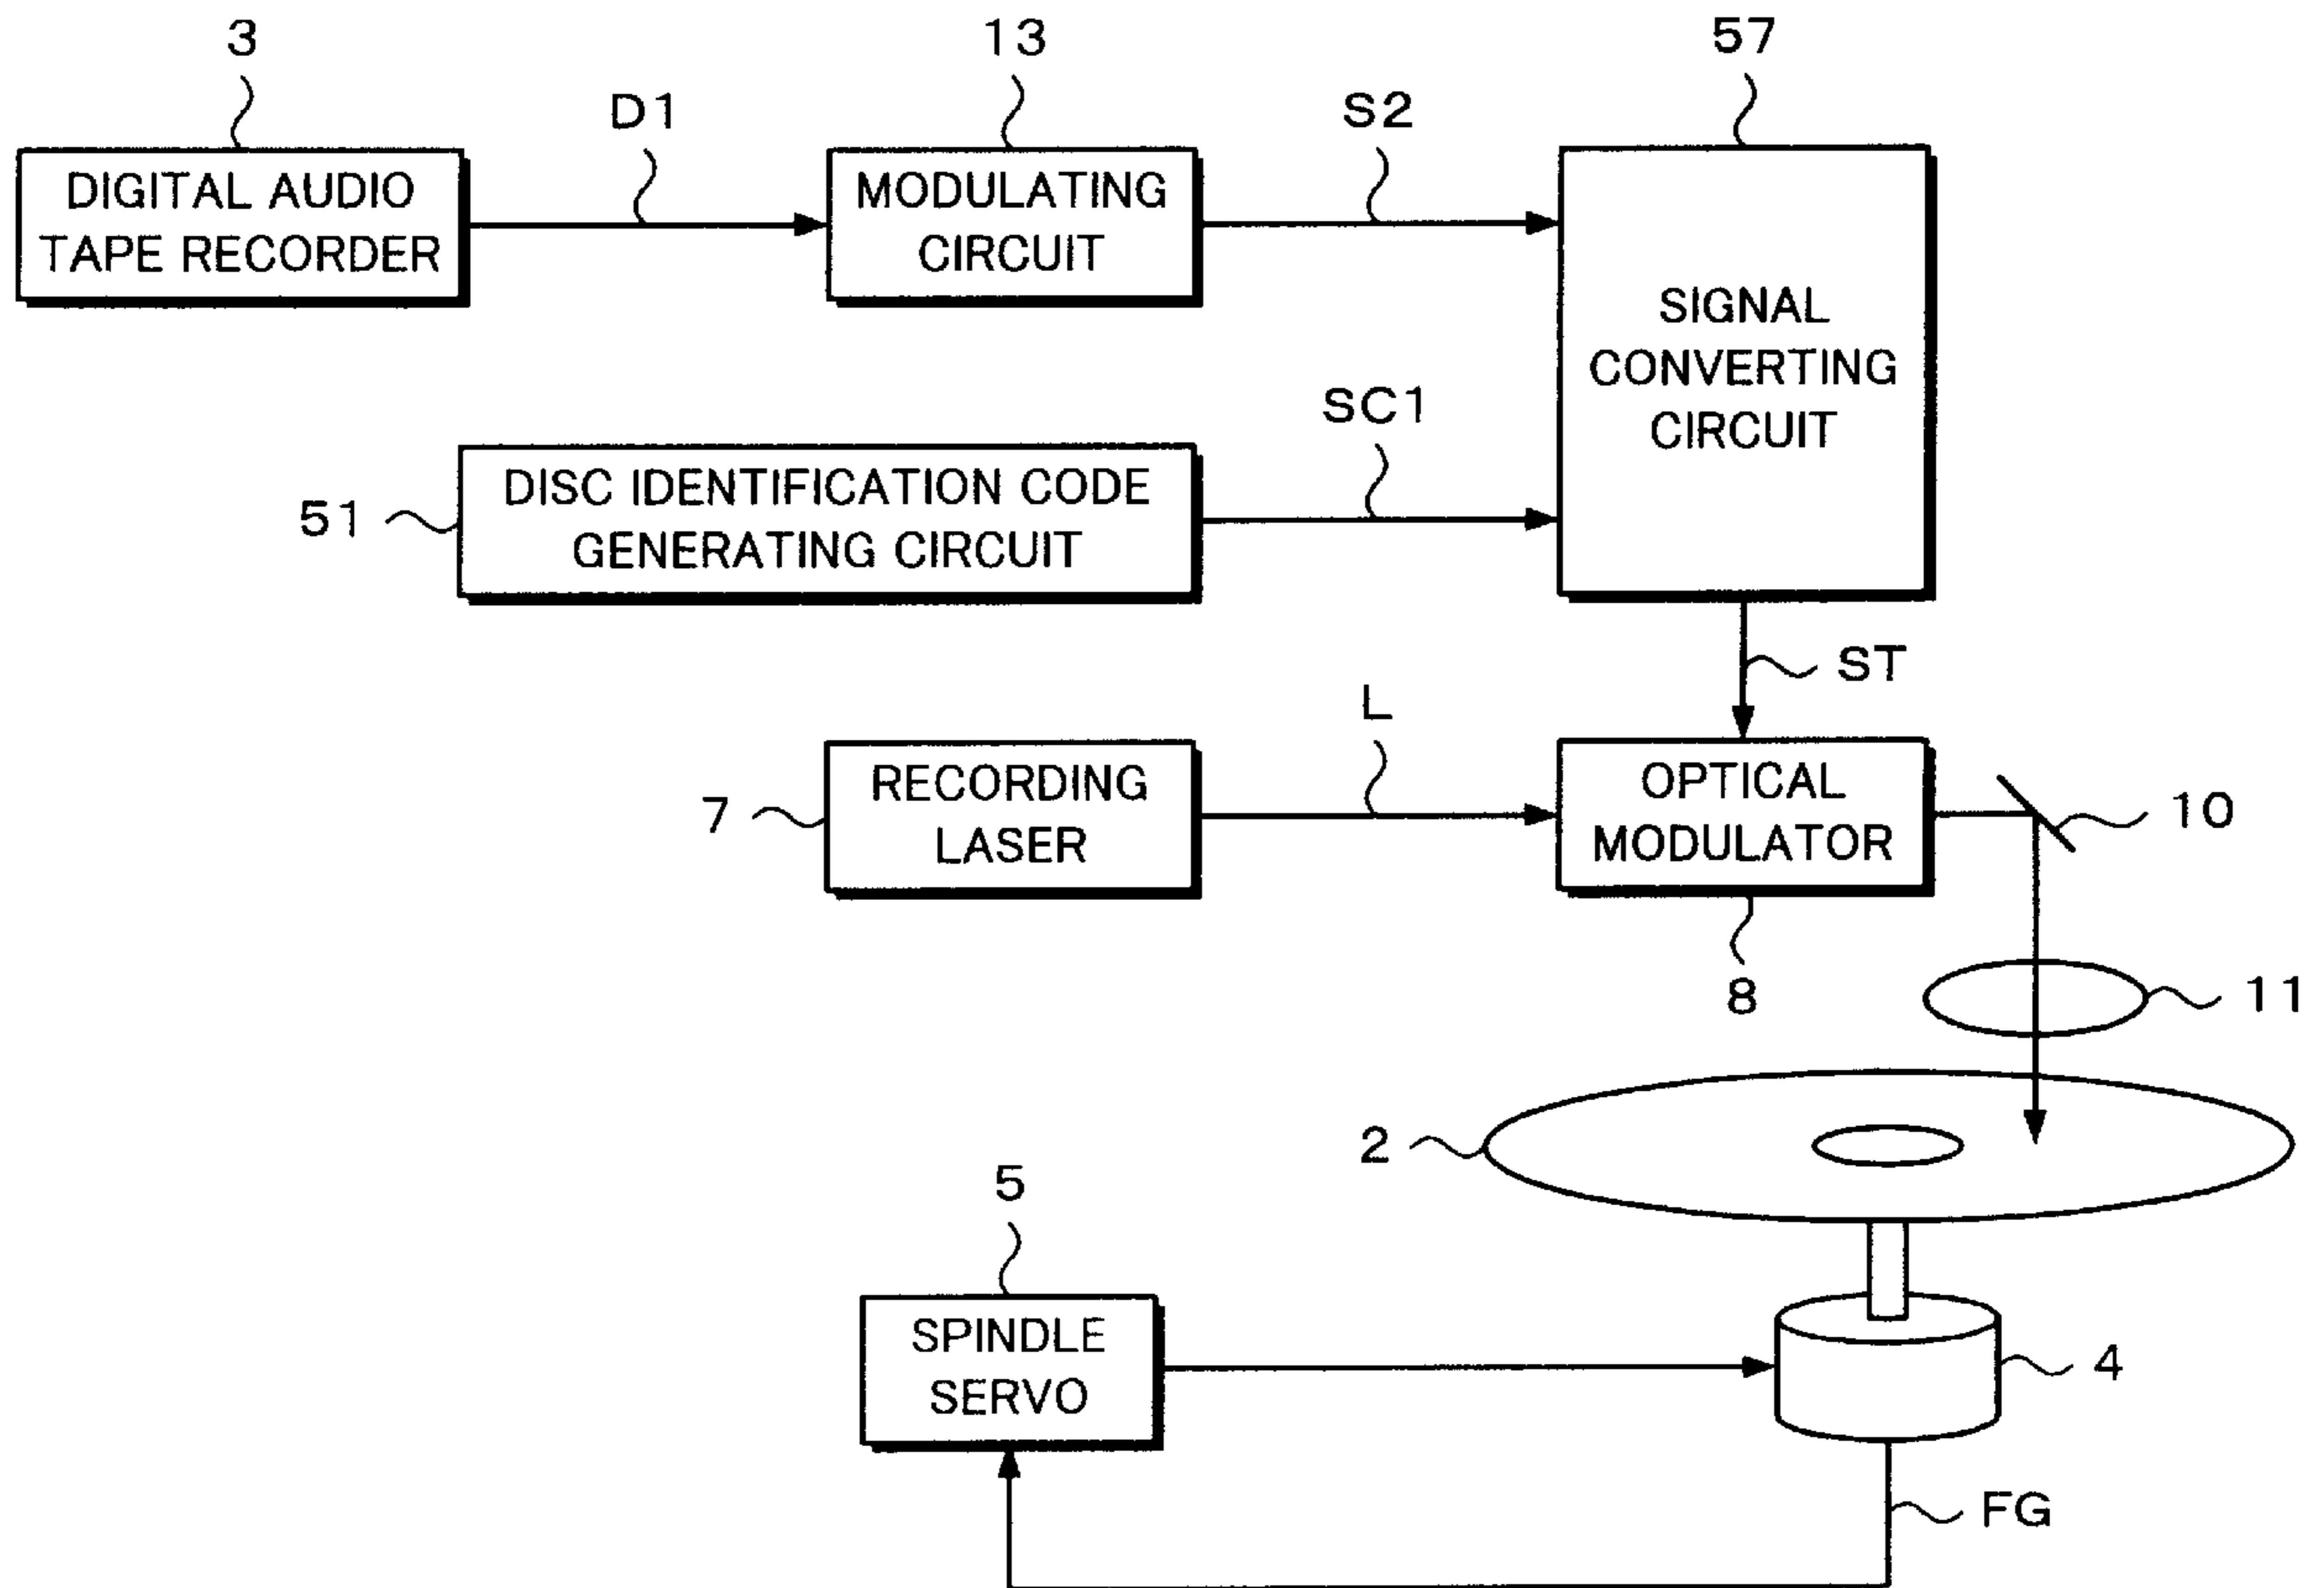 3
13
57
D1
S2
DIGITAL AUDIO
TAPE RECORDER
MODULATING
CIRCUIT
SIGNAL
CONVERTING
CIRCUIT
SC1
51
DISC IDENTIFICATION CODE
GENERATING CIRCUIT
ST
L
7
RECORDING
LASER
OPTICAL
MODULATOR
10
8
11
2
5
SPINDLE
SERVO
4
FG